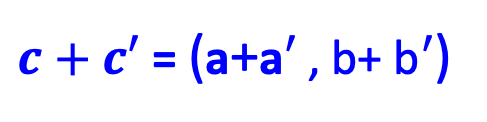 c + c′ = (a+a′ , b+ b′)